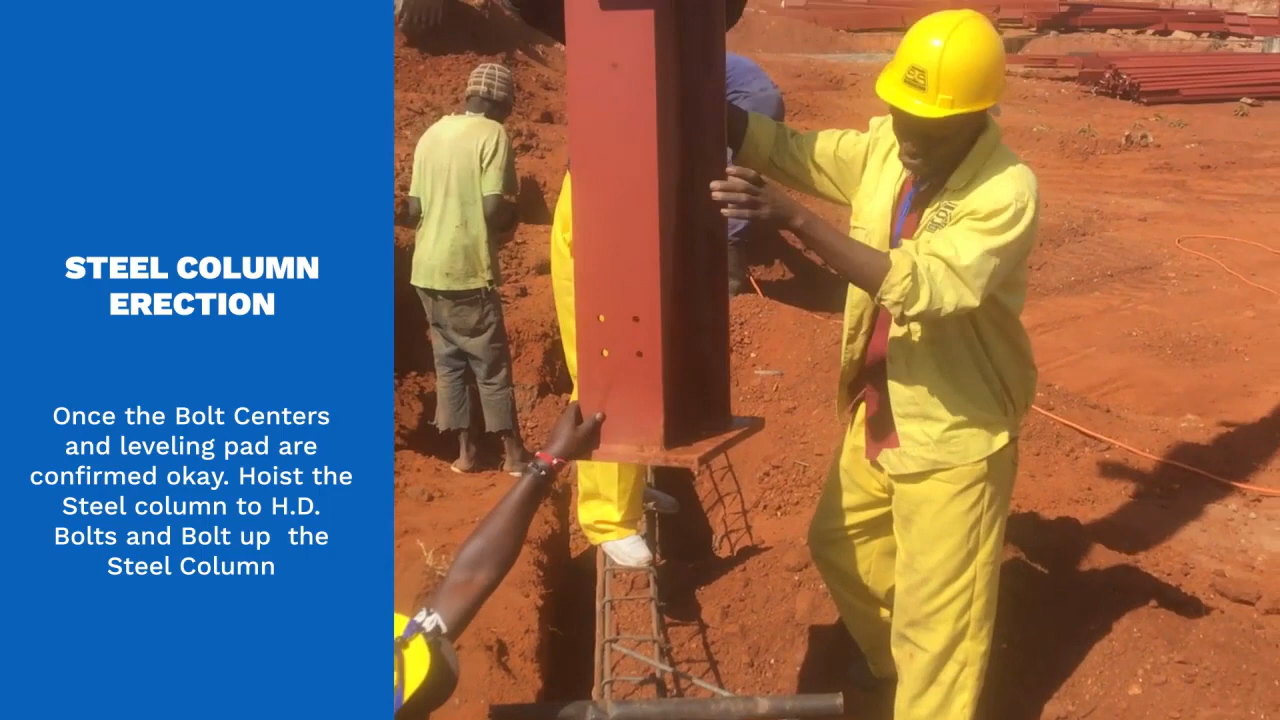 STEEL COLUMN
ERECTION
Once the Bolt Centers
and leveling pad are
confirmed okay. Hoist the
Steel column to H.D.
Bolts and Bolt up  the
Steel Column